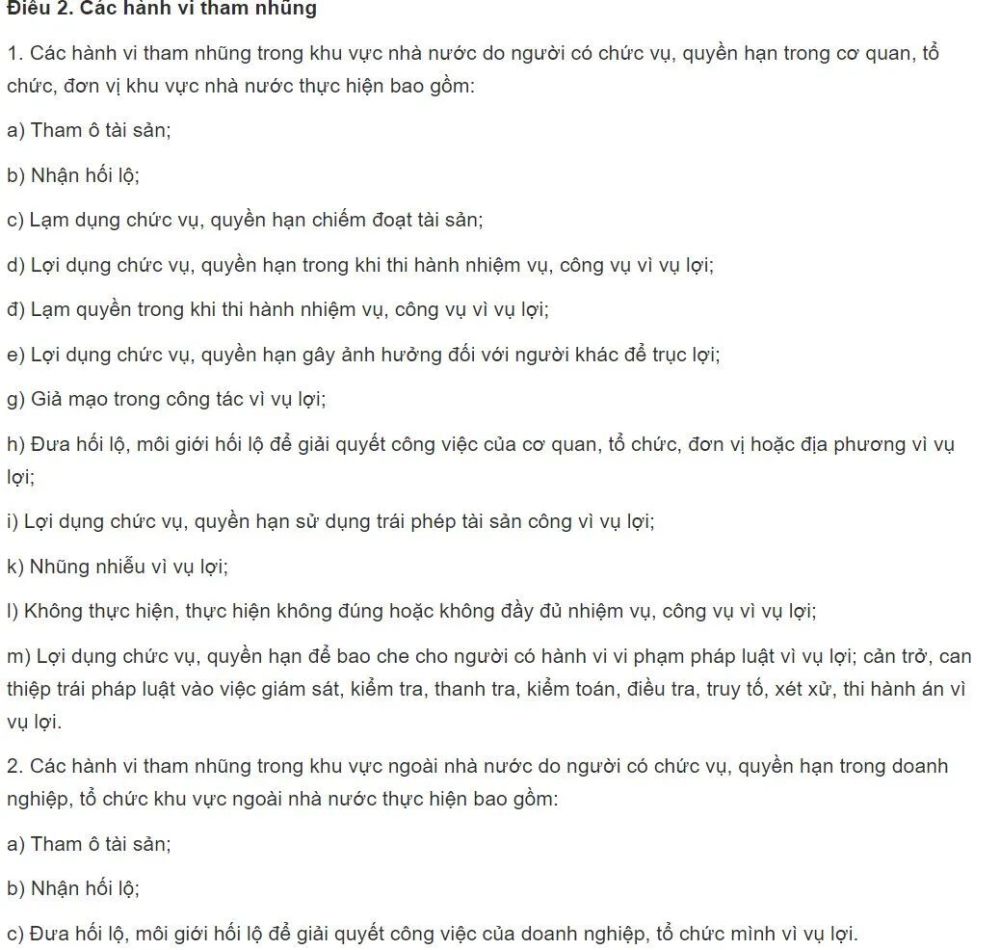 Điều 2. Các hành vi tham nhũng
1. Các hành vi tham nhũng trong khu vực nhà nước do người có chức vụ, quyền hạn trong cơ quan, tổ
chức, đơn vị khu vực nhà nước thực hiện bao gồm:
a) Tham ô tài sản;
b) Nhận hối lộ;
c) Lạm dụng chức vụ, quyền hạn chiếm đoạt tài sản;
d) Lợi dụng chức vụ, quyền hạn trong khi thi hành nhiệm vụ, công vụ vì vụ lợi;
đ) Lạm quyền trong khi thi hành nhiệm vụ, công vụ vì vụ lợi;
e) Lợi dụng chức vụ, quyền hạn gây ảnh hưởng đối với người khác để trục lợi;
g) Giả mạo trong công tác vì vụ lợi;
h) Đưa hối lộ, môi giới hối lộ để giải quyết công việc của cơ quan, tổ chức, đơn vị hoặc địa phương vì vụ
lợi;
i) Lợi dụng chức vụ, quyền hạn sử dụng trái phép tài sản công vì vụ lợi;
k) Nhũng nhiễu vì vụ lợi;
l) Không thực hiện, thực hiện không đúng hoặc không đầy đủ nhiệm vụ, công vụ vì vụ lợi;
m) Lợi dụng chức vụ, quyền hạn để bao che cho người có hành vi vi phạm pháp luật vì vụ lợi; cản trở, can
thiệp trái pháp luật vào việc giám sát, kiểm tra, thanh tra, kiểm toán, điều tra, truy tố, xét xử, thi hành án vì
vụ lợi.
2. Các hành vi tham nhũng trong khu vực ngoài nhà nước do người có chức vụ, quyền hạn trong doanh
nghiệp, tổ chức khu vực ngoài nhà nước thực hiện bao gồm:
a) Tham ô tài sản;
b) Nhận hối lộ;
c) Đưa hối lộ, môi giới hối lộ để giải quyết công việc của doanh nghiệp, tổ chức mình vì vụ lợi.